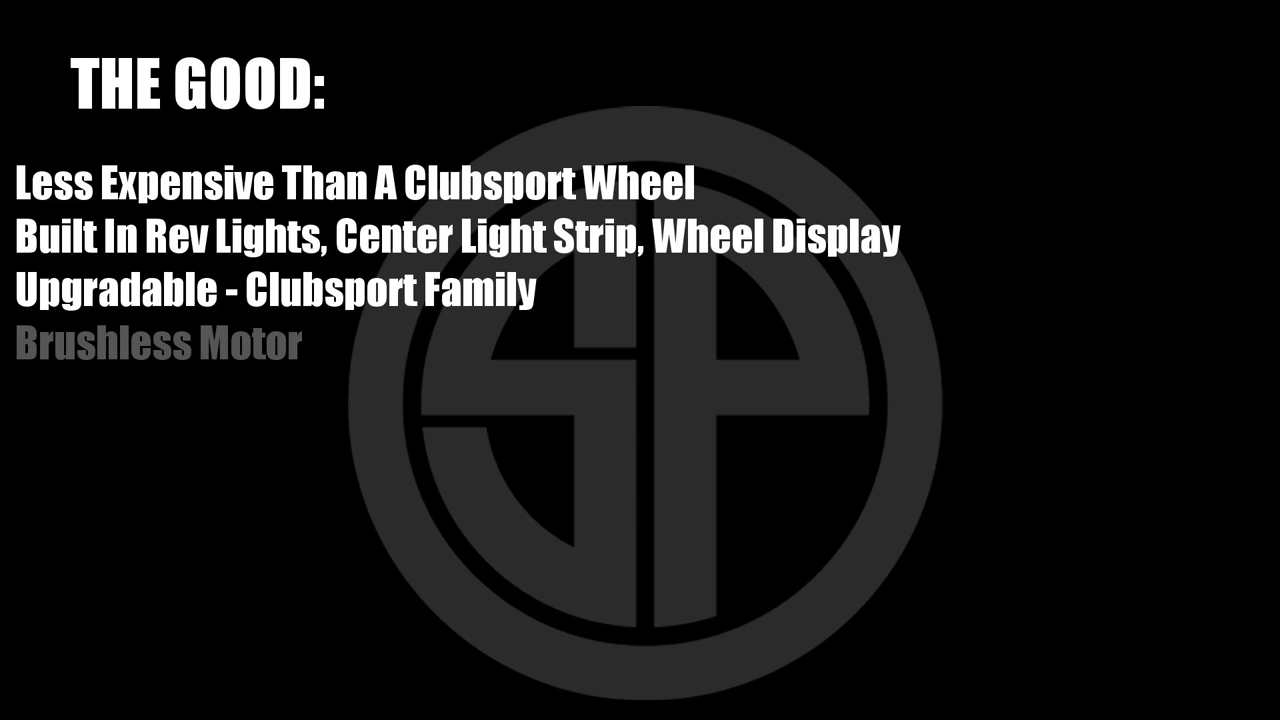 THE GOOD:
Less Expensive Than A Clubsport Wheel
Built In Rev Lights, Center Light Strip, Wheel Display
Upgradable - Clubsport Family
Brushless Motor
SP